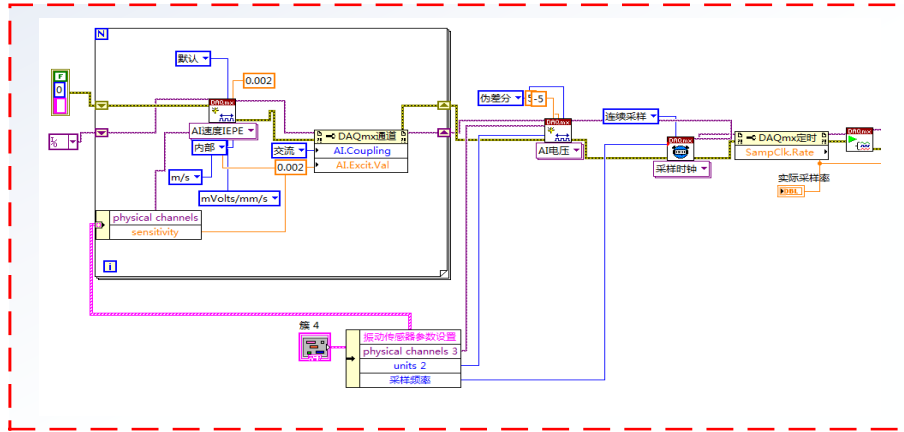 N
默认
0.002
F
0
DAQmx
AI速度IEPE
内部
交流
0.002
m/s
mVolts/mm/s
DAQmx通道
AI.Coupling
AI.Excit.Val
physical channels
sensitivity
i
伪差分
5
-5
DAQmx
AI电压
连续采样
DAQmx
采样时钟
DAQmx定时
SampClk.Rate
DAQmx
实际采样率
DBL
簇 4
振动传感器参数设置
physical channels 3
units 2
采样频率